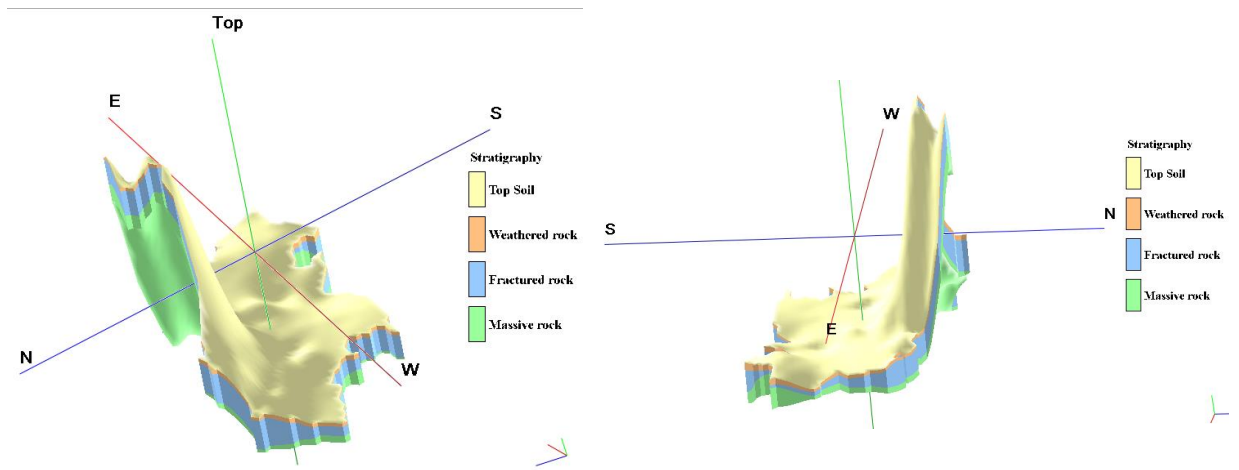 Top
E
S
Stratigraphy
Top Soil
Weathered rock
Fractured rock
Massive rock
N
W
W
S
N
E
Stratigraphy
Top Soil
Weathered rock
Fractured rock
Massive rock